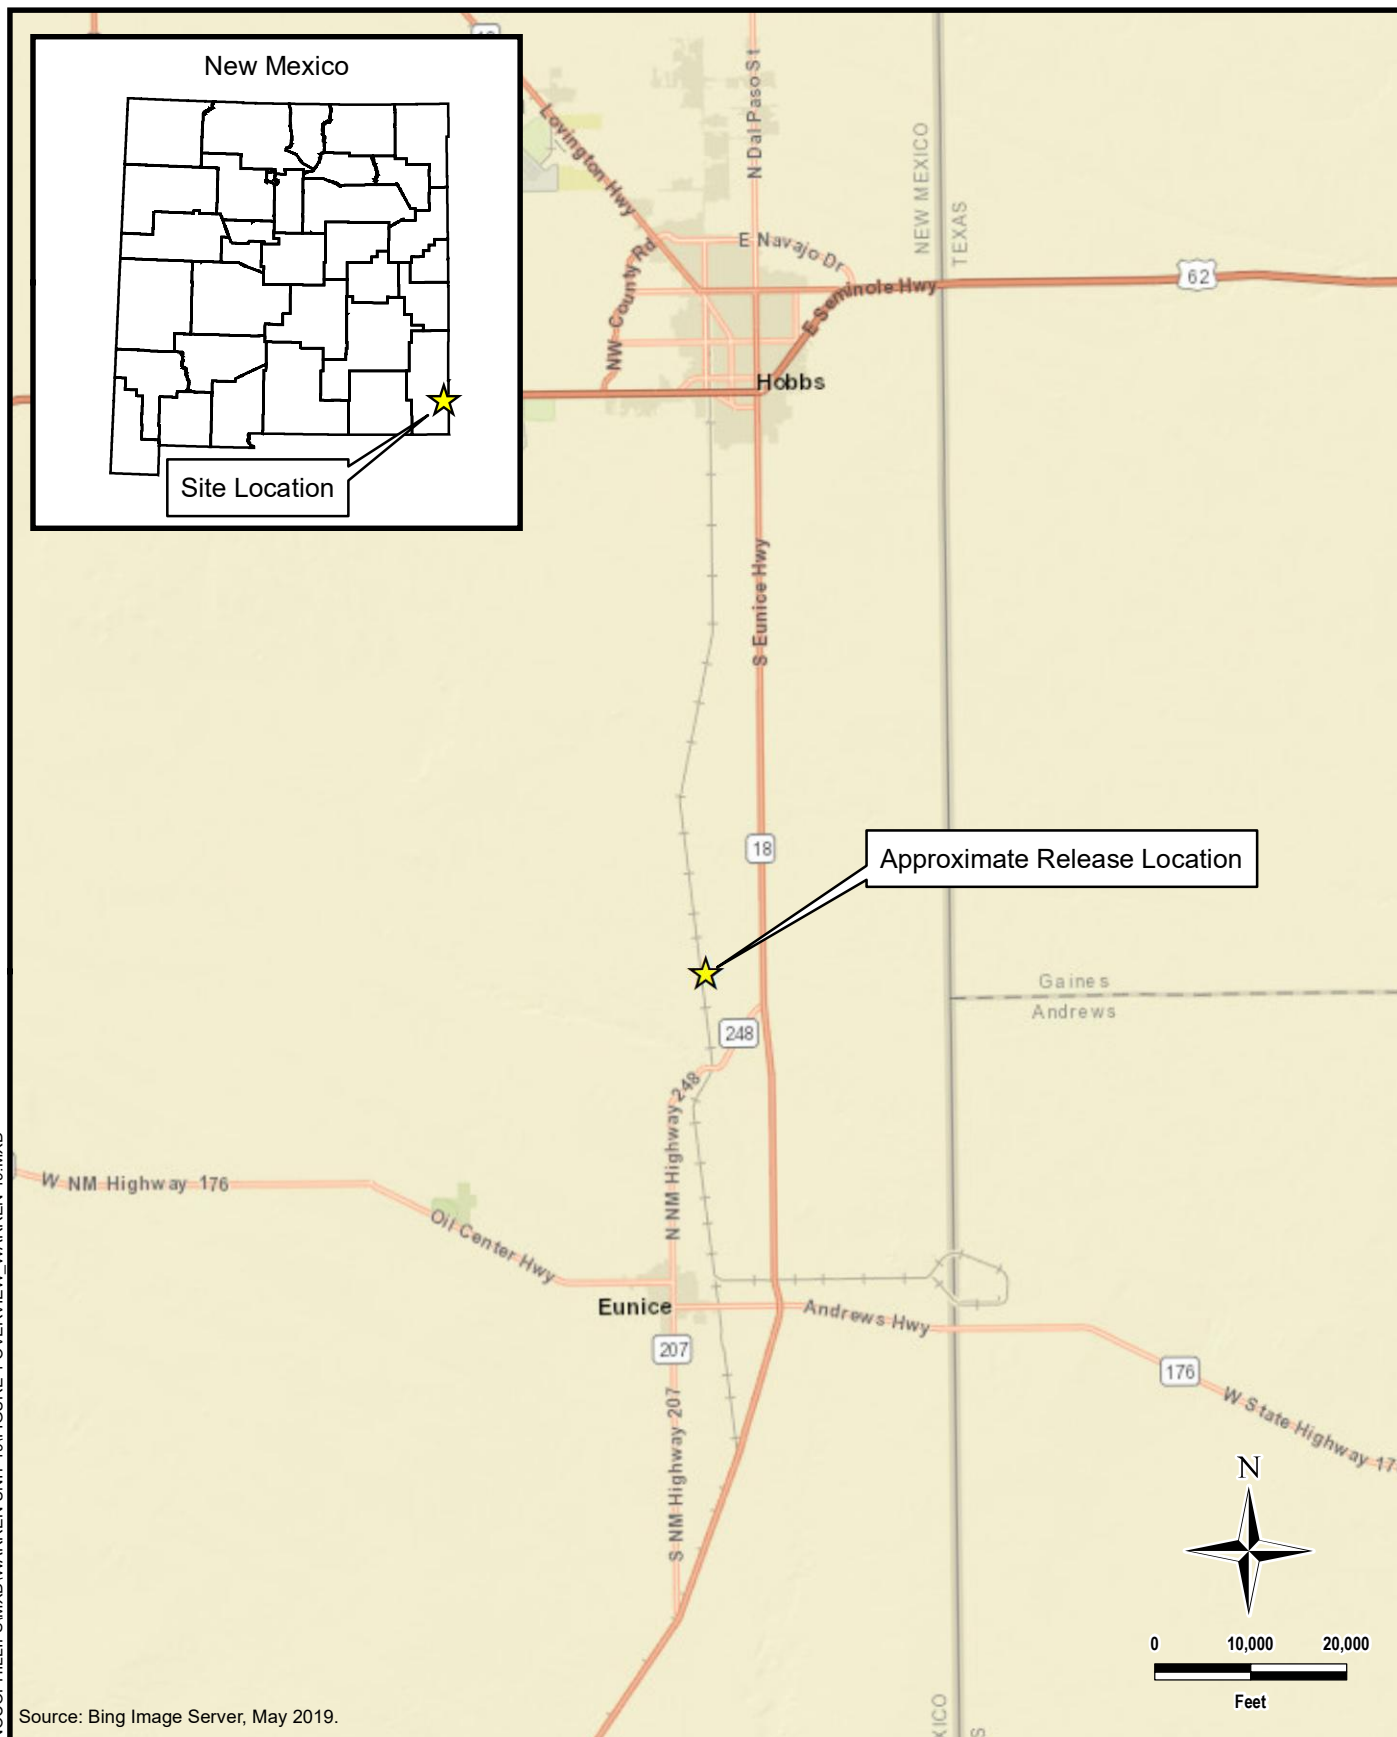 New Mexico
Site Location
Lovington Hwy
N Dal Paso St
NEW MEXICO
TEXAS
NW County Rd
E Navajo Dr
E Seminole Hwy
62
Hobbs
S Eunice Hwy
18
Approximate Release Location
Gaines
Andrews
248
N NM Highway 248
W NM Highway 176
Oil Center Hwy
Eunice
Andrews Hwy
207
176
S NM Highway 207
W State Highway
N
0 10,000 20,000
Feet
Source: Bing Image Server, May 2019.